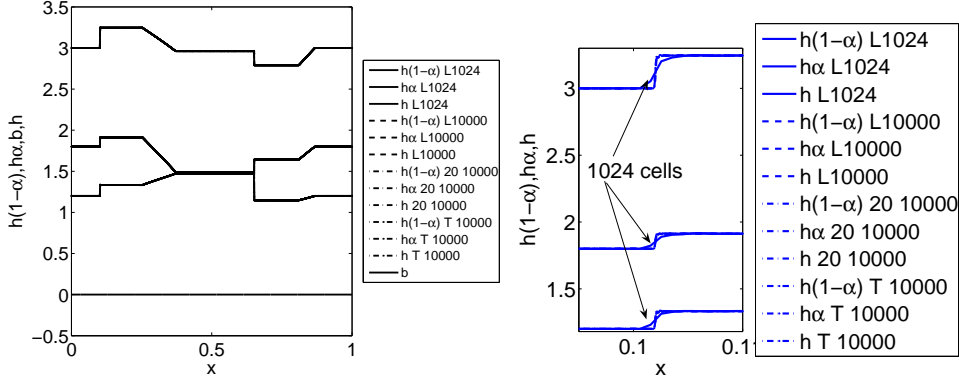 3.5
3
2.5
2
1.5
1
0.5
0
−0.5
0
0.5
1
x
h(1−α),hα,b,h
h(1−α) L1024
hα L1024
h L1024
h(1−α) L10000
hα L10000
h L10000
h(1−α) 20 10000
hα 20 10000
h 20 10000
h(1−α) T 10000
hα T 10000
h T 10000
b
3
2.5
2
1.5
0.1
0.1
x
h(1−α),hα,h
1024 cells
h(1−α) L1024
hα L1024
h L1024
h(1−α) L10000
hα L10000
h L10000
h(1−α) 20 10000
hα 20 10000
h 20 10000
h(1−α) T 10000
hα T 10000
h T 10000